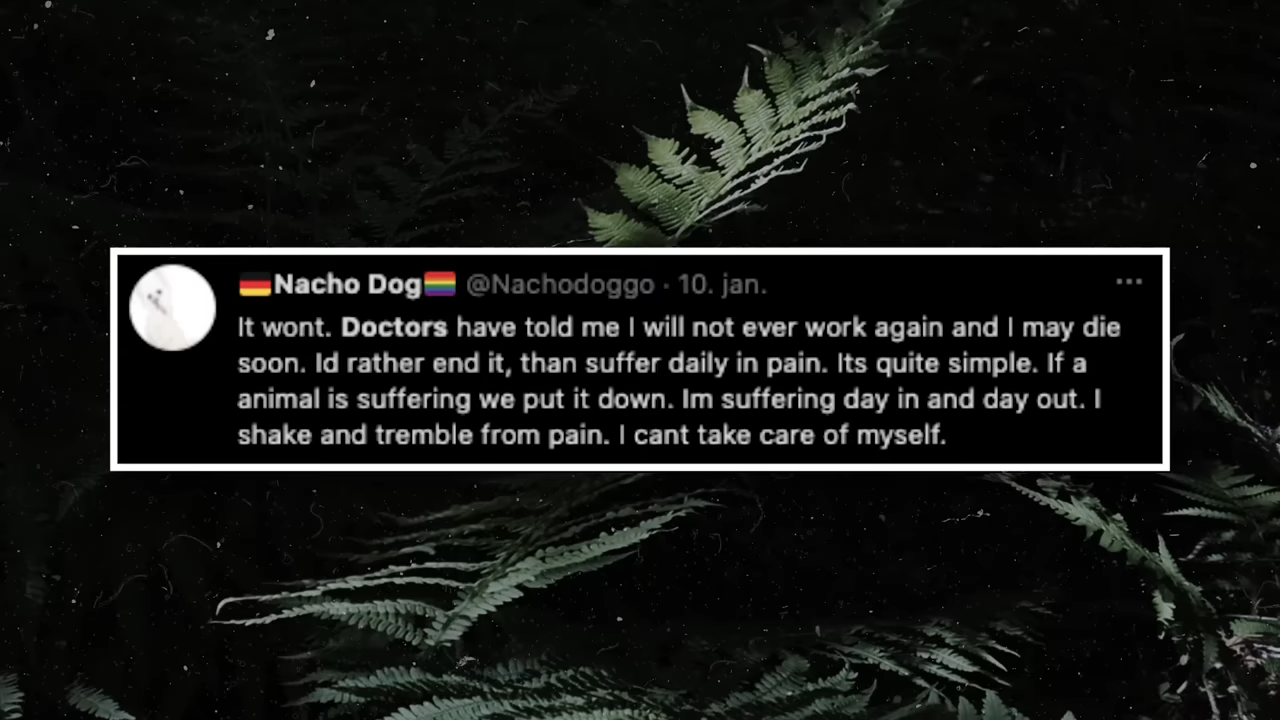 🇩🇪Nacho Dog🏳️‍🌈 @Nachodoggo · 10. jan.
It wont. Doctors have told me I will not ever work again and I may die
soon. Id rather end it, than suffer daily in pain. Its quite simple. If a
animal is suffering we put it down. Im suffering day in and day out. I
shake and tremble from pain. I cant take care of myself.